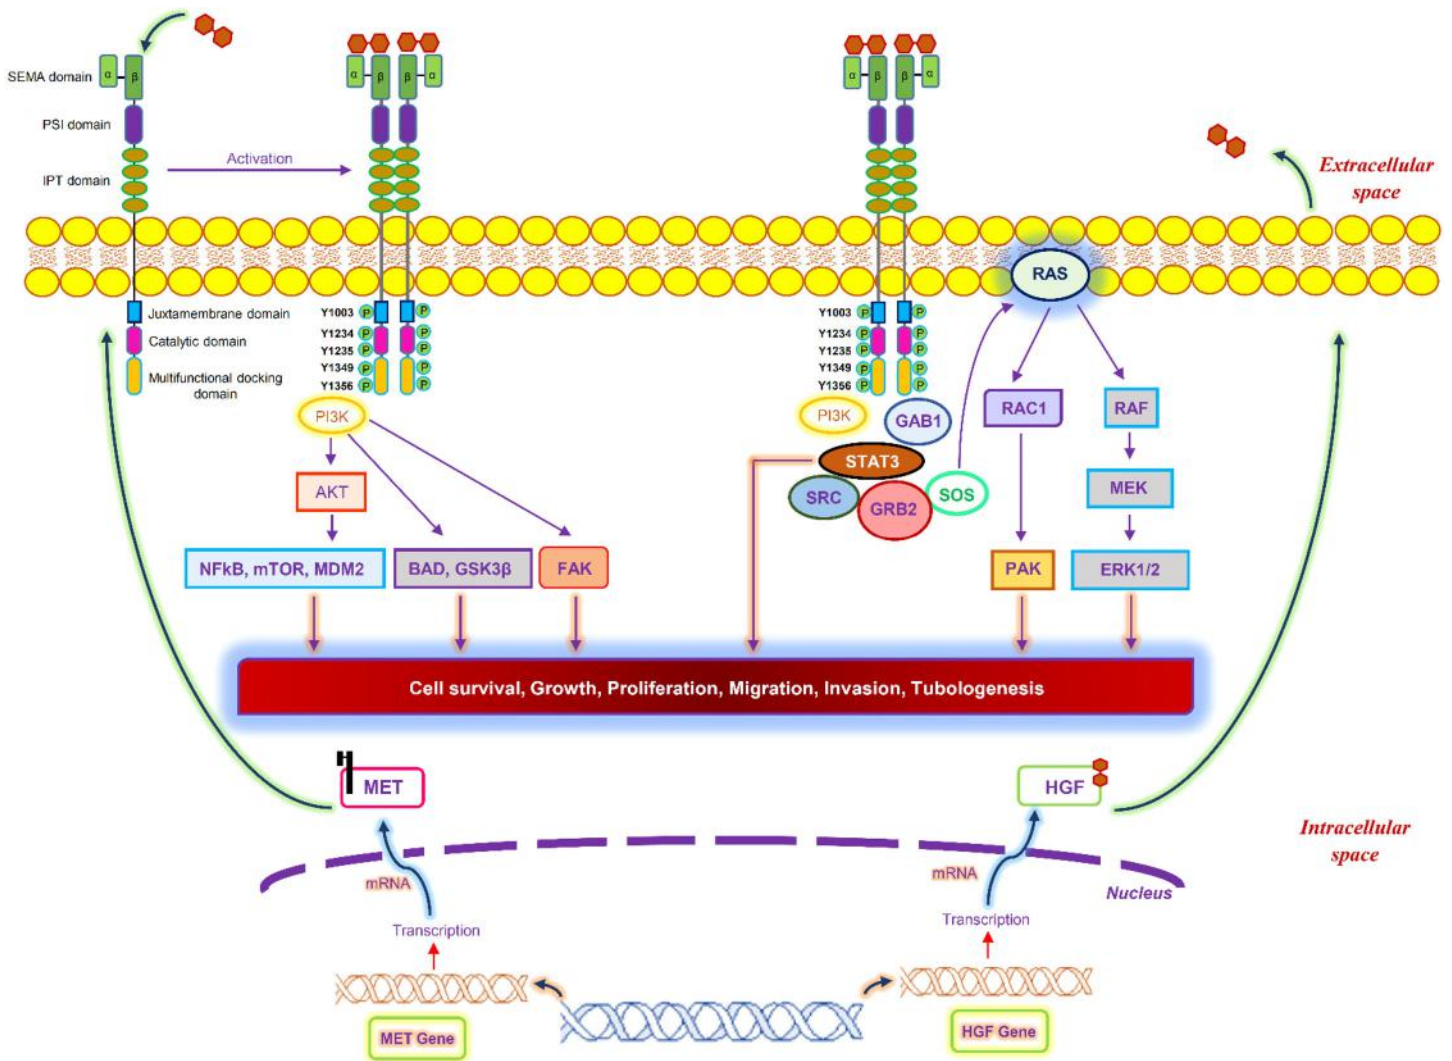 SEMA domain
α
β
PSI domain
IPT domain
Activation
α
β
β
α
α
β
β
α
Extracellular
space
RAS
Juxtamembrane domain
Catalytic domain
Multifunctional docking
domain
Y1003
Y1234
Y1235
Y1349
Y1356
P
P
P
P
P
P
P
P
P
P
Y1003
Y1234
Y1235
Y1349
Y1356
P
P
P
P
P
P
P
P
P
P
PI3K
AKT
NFkB, mTOR, MDM2
BAD, GSK3β
FAK
PI3K
GAB1
STAT3
SRC
GRB2
SOS
RAC1
RAF
MEK
PAK
ERK1/2
Cell survival, Growth, Proliferation, Migration, Invasion, Tubologenesis
MET
HGF
Intracellular
space
mRNA
mRNA
Nucleus
Transcription
Transcription
MET Gene
HGF Gene